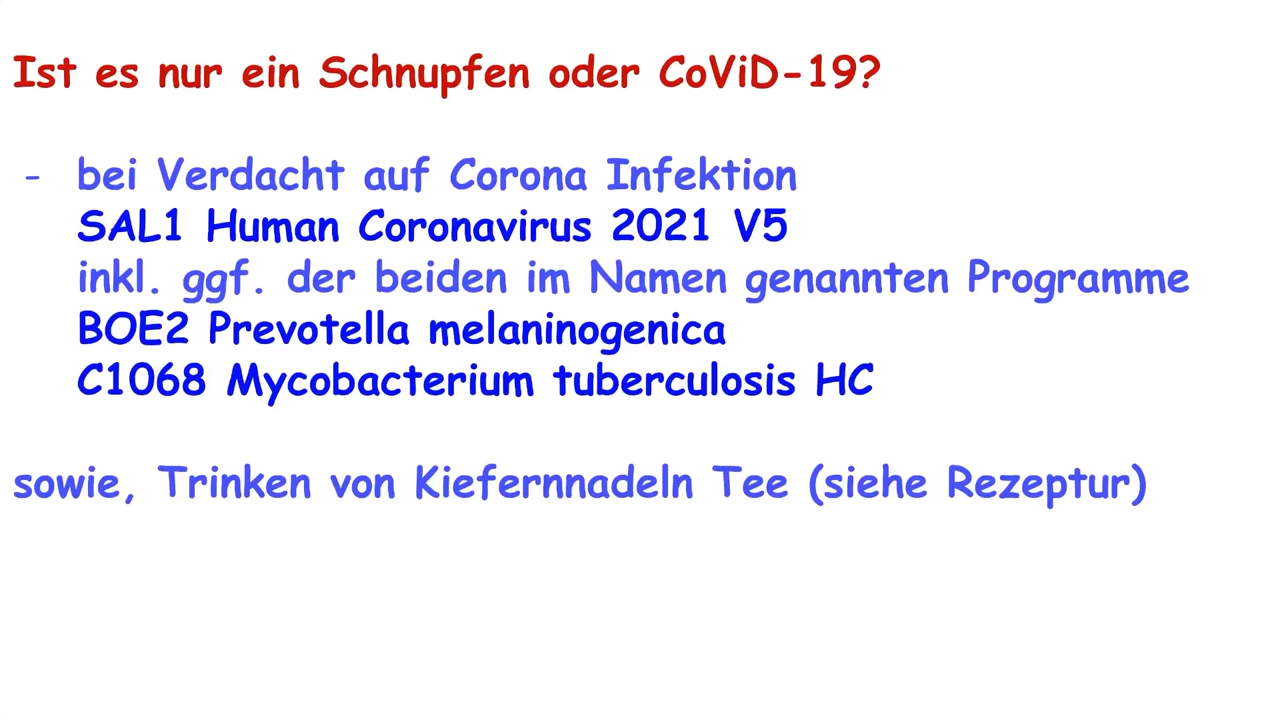 Ist es nur ein Schnupfen oder CoViD-19?
- bei Verdacht auf Corona Infektion
SAL1 Human Coronavirus 2021 V5
inkl. ggf. der beiden im Namen genannten Programme
BOE2 Prevotella melaninogenica
C1068 Mycobacterium tuberculosis HC
sowie, Trinken von Kiefernnadeln Tee (siehe Rezeptur)